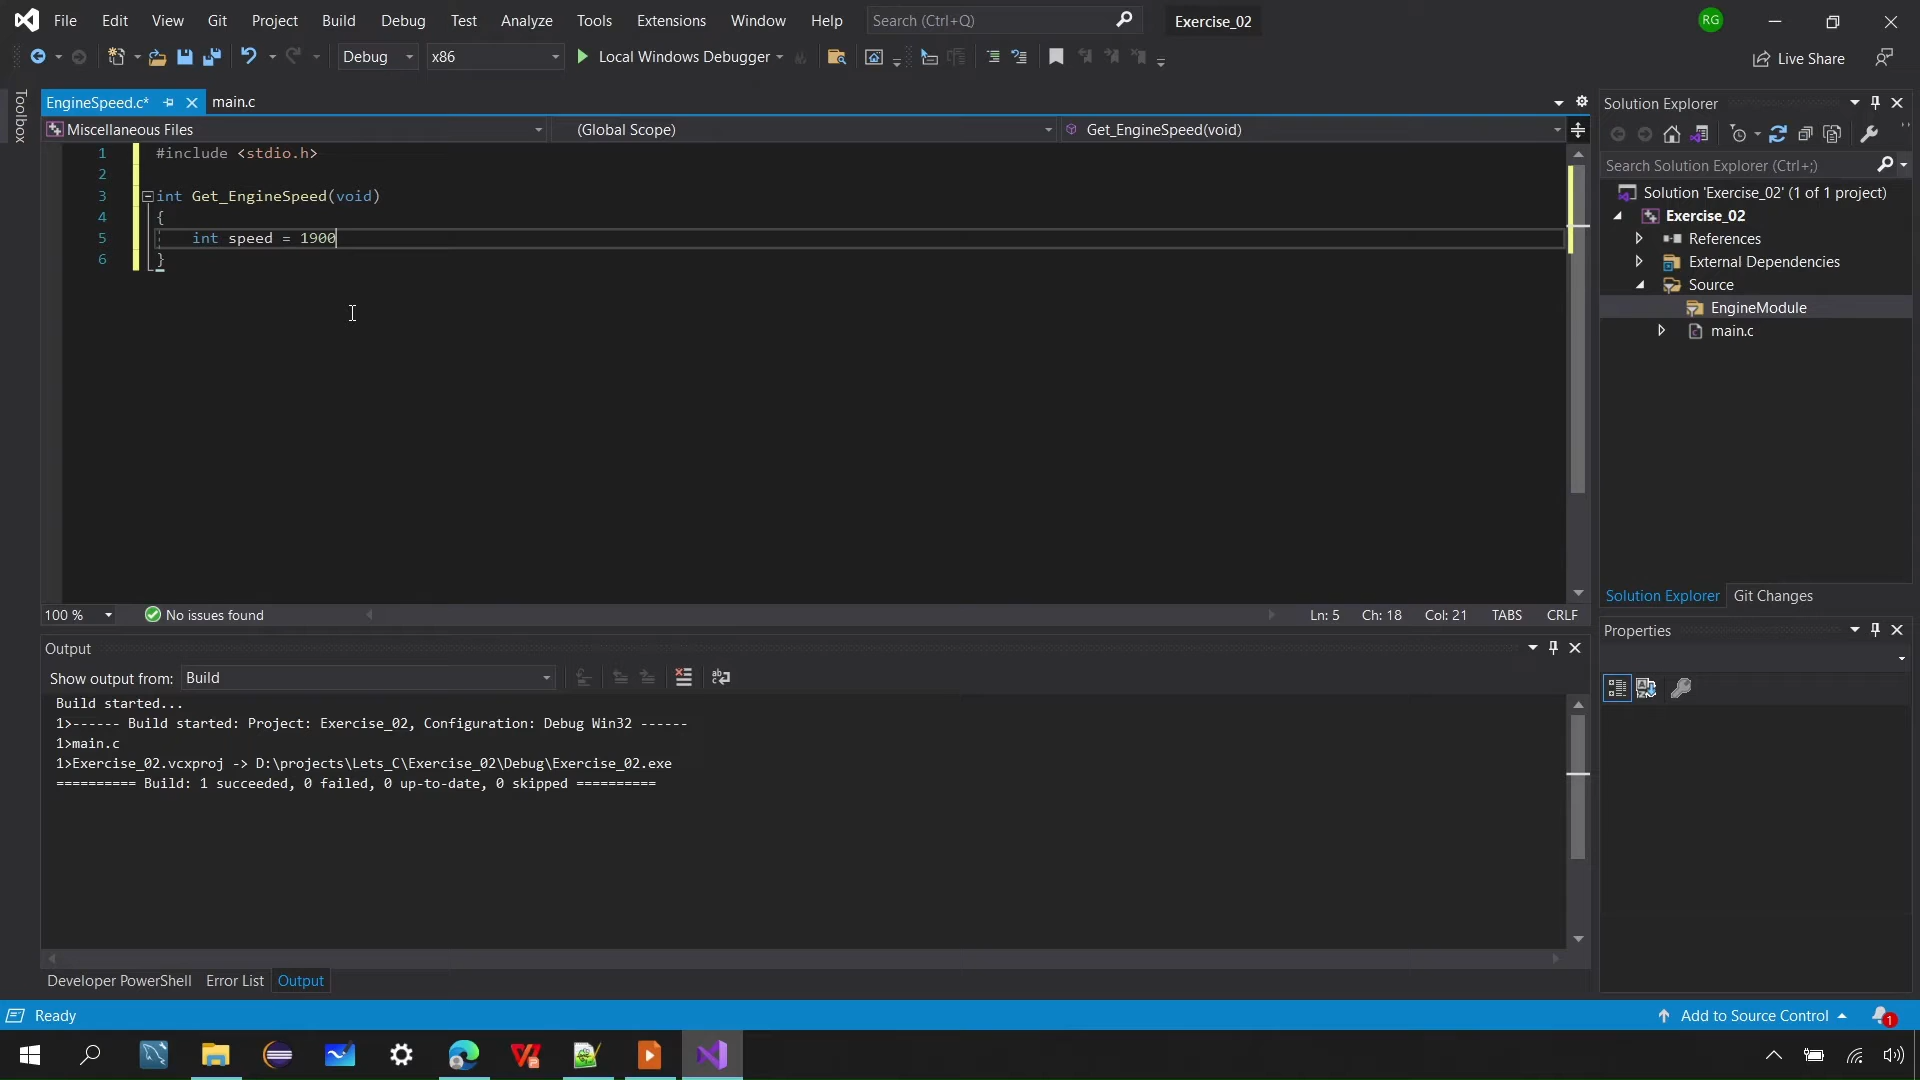 File Edit View Git Project Build Debug Test Analyze Tools Extensions Window Help Search (Ctrl+Q) Exercise_02 RG
Debug x86 Local Windows Debugger Live Share
Toolbox
EngineSpeed.c* main.c
Miscellaneous Files (Global Scope) Get_EngineSpeed(void)
1 #include <stdio.h>
2
3 int Get_EngineSpeed(void)
4 {
5 int speed = 1900
6 }
100 % No issues found Ln: 5 Ch: 18 Col: 21 TABS CRLF
Output
Show output from: Build
Build started...
1>------ Build started: Project: Exercise_02, Configuration: Debug Win32 ------
1>main.c
1>Exercise_02.vcxproj -> D:\projects\Lets_C\Exercise_02\Debug\Exercise_02.exe
========== Build: 1 succeeded, 0 failed, 0 up-to-date, 0 skipped ==========
Developer PowerShell Error List Output
Solution Explorer
Search Solution Explorer (Ctrl+;)
Solution 'Exercise_02' (1 of 1 project)
Exercise_02
References
External Dependencies
Source
EngineModule
main.c
Solution Explorer Git Changes
Properties
Ready Add to Source Control 1